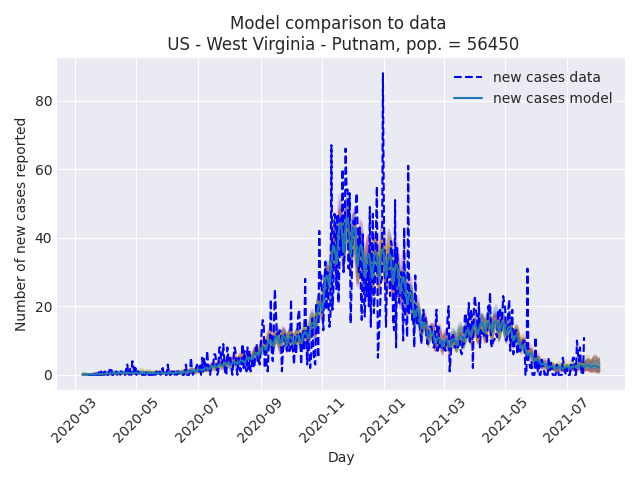 Model comparison to data
US - West Virginia - Putnam, pop. = 56450
new cases data
new cases model
Number of new cases reported
80
60
40
20
0
2020-03
2020-05
2020-07
2020-09
2020-11
2021-01
2021-03
2021-05
2021-07
Day